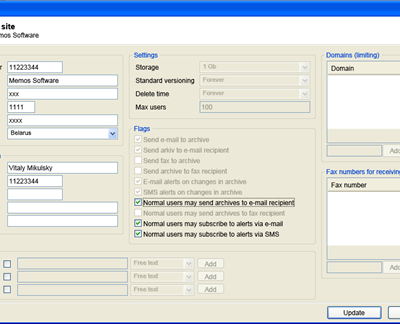 site
mos Software
11223344
Memos Software
xxx
1111
xxxx
Belarus
Vitaly Mikulsky
11223344
Settings
Storage 1 Gb
Standard versioning Forever
Delete time Forever
Max users 100
Flags
Send e-mail to archive
Send arkiv to e-mail recipient
Send fax to archive
Send archive to fax recipient
E-mail alerts on changes in archive
SMS alerts on changes in archive
Normal users may send archives to e-mail recipient
Normal users may send archives to fax recipient
Normal users may subscribe to alerts via e-mail
Normal users may subscribe to alerts via SMS
Domains (limiting)
Domain
Add
Fax numbers for receiving
Fax number
Add
Free text Add
Free text Add
Free text Add
Update